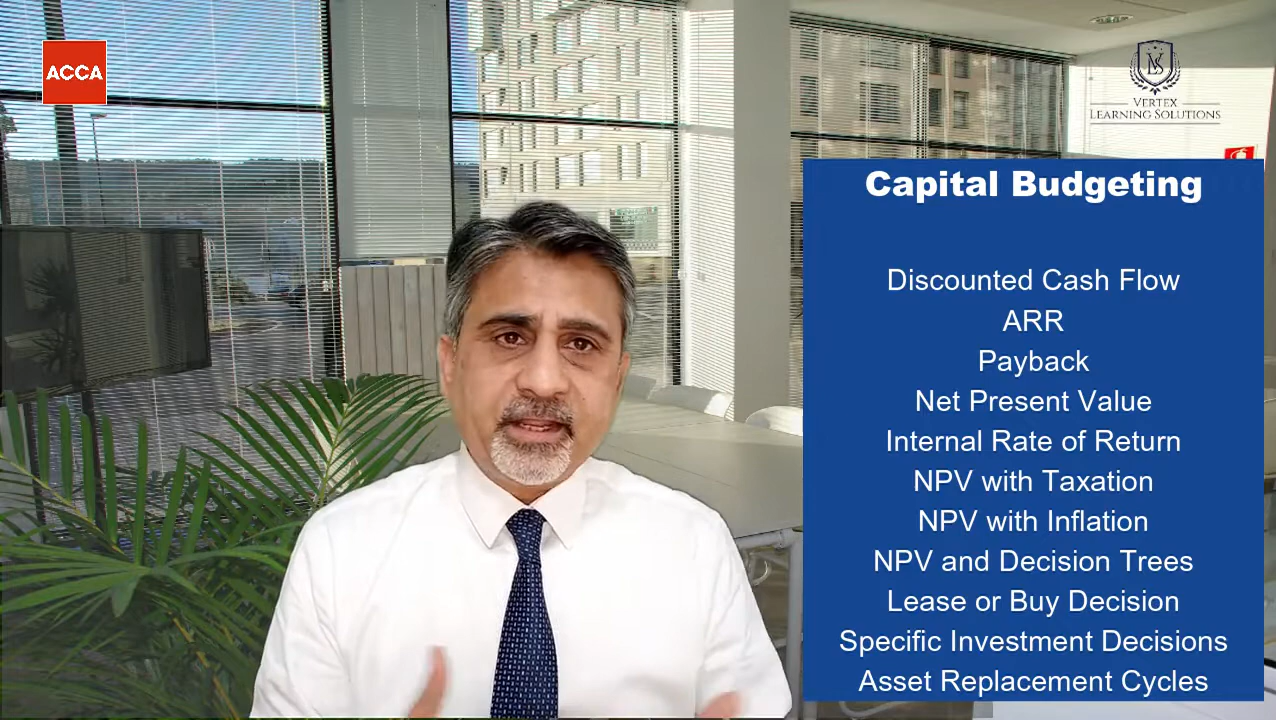 ACCA
VERTEX
LEARNING SOLUTIONS
Capital Budgeting
Discounted Cash Flow
ARR
Payback
Net Present Value
Internal Rate of Return
NPV with Taxation
NPV with Inflation
NPV and Decision Trees
Lease or Buy Decision
Specific Investment Decisions
Asset Replacement Cycles